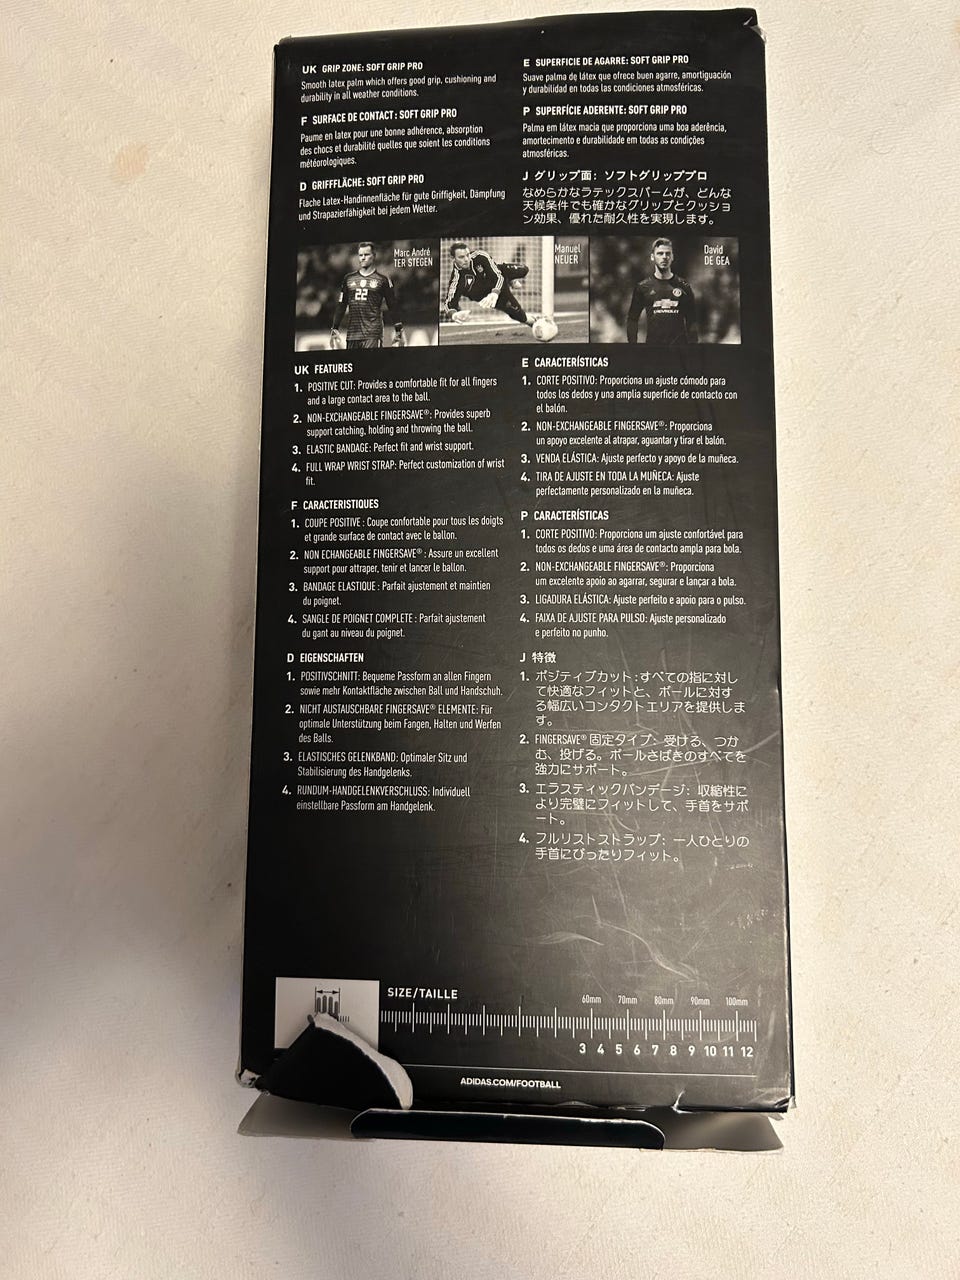 UK GRIP ZONE: SOFT GRIP PRO
Smooth latex palm which offers good grip, cushioning and
durability in all weather conditions.
F SURFACE DE CONTACT : SOFT GRIP PRO
Paume en latex pour une bonne adhérence, absorption
des chocs et durabilité quelles que soient les conditions
météorologiques.
D GRIFFFLÄCHE: SOFT GRIP PRO
Flache Latex-Handinnenfläche für gute Griffigkeit, Dämpfung
und Strapazierfähigkeit bei jedem Wetter.
E SUPERFICIE DE AGARRE: SOFT GRIP PRO
Suave palma de látex que ofrece buen agarre, amortiguación
y durabilidad en todas las condiciones atmosféricas.
P SUPERFÍCIE ADERENTE: SOFT GRIP PRO
Palma em látex macia que proporciona uma boa aderência,
amortecimento e durabilidade em todas as condições
atmosféricas.
J グリップ面: ソフトグリッププロ
なめらかなラテックスパームが、どんな
天候条件でも確かなグリップとクッショ
ン効果、優れた耐久性を実現します。
Marc André
TER STEGEN
22
Manuel
NEUER
David
DE GEA
CHEVROLET
UK FEATURES
1. POSITIVE CUT: Provides a comfortable fit for all fingers
and a large contact area to the ball.
2. NON-EXCHANGEABLE FINGERSAVE®: Provides superb
support catching, holding and throwing the ball.
3. ELASTIC BANDAGE: Perfect fit and wrist support.
4. FULL WRAP WRIST STRAP: Perfect customization of wrist
fit.
F CARACTERISTIQUES
1. COUPE POSITIVE : Coupe confortable pour tous les doigts
et grande surface de contact avec le ballon.
2. NON ECHANGEABLE FINGERSAVE® : Assure un excellent
support pour attraper, tenir et lancer le ballon.
3. BANDAGE ELASTIQUE : Parfait ajustement et maintien
du poignet.
4. SANGLE DE POIGNET COMPLETE : Parfait ajustement
du gant au niveau du poignet.
D EIGENSCHAFTEN
1. POSITIVSCHNITT: Bequeme Passform an allen Fingern
sowie mehr Kontaktfläche zwischen Ball und Handschuh.
2. NICHT AUSTAUSCHBARE FINGERSAVE® ELEMENTE: Für
optimale Unterstützung beim Fangen, Halten und Werfen
des Balls.
3. ELASTISCHES GELENKBAND: Optimaler Sitz und
Stabilisierung des Handgelenks.
4. RUNDUM-HANDGELENKVERSCHLUSS: Individuell
einstellbare Passform am Handgelenk.
E CARACTERÍSTICAS
1. CORTE POSITIVO: Proporciona un ajuste cómodo para
todos los dedos y una amplia superficie de contacto con
el balón.
2. NON-EXCHANGEABLE FINGERSAVE®: Proporciona
un apoyo excelente al atrapar, aguantar y tirar el balón.
3. VENDA ELÁSTICA: Ajuste perfecto y apoyo de la muñeca.
4. TIRA DE AJUSTE EN TODA LA MUÑECA: Ajuste
perfectamente personalizado en la muñeca.
P CARACTERÍSTICAS
1. CORTE POSITIVO: Proporciona um ajuste confortável para
todos os dedos e uma área de contacto ampla para bola.
2. NON-EXCHANGEABLE FINGERSAVE®: Proporciona
um excelente apoio ao agarrar, segurar e lançar a bola.
3. LIGADURA ELÁSTICA: Ajuste perfeito e apoio para o pulso.
4. FAIXA DE AJUSTE PARA PULSO: Ajuste personalizado
e perfeito no punho.
J 特徴
1. ポジティブカット:すべての指に対し
て快適なフィットと、ボールに対す
る幅広いコンタクトエリアを提供しま
す。
2. FINGERSAVE® 固定タイプ: 受ける、つか
む、投げる。ボールさばきのすべてを
強力にサポート。
3. エラスティックバンデージ: 収縮性に
より完璧にフィットして、手首をサポ
ート。
4. フルリストストラップ: 一人ひとりの
手首にぴったりフィット。
SIZE/TAILLE
60mm 70mm 80mm 90mm 100mm
3 4 5 6 7 8 9 10 11 12
ADIDAS.COM/FOOTBALL